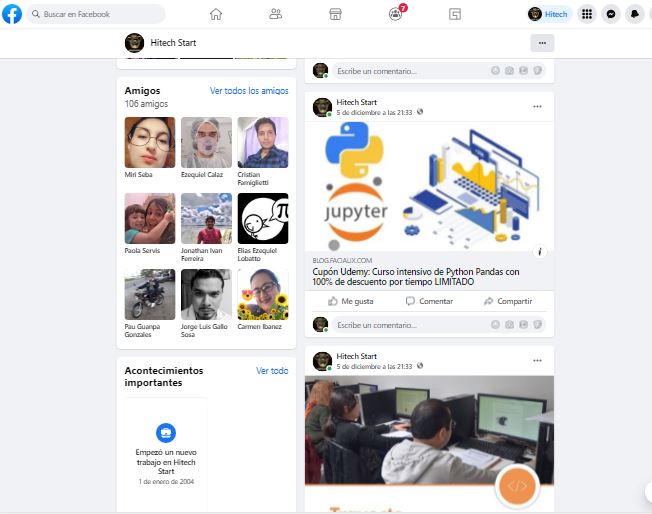 Buscar en Facebook
7
Hitech
Hitech Start
Amigos
Ver todos los amigos
106 amigos
Miri Seba
Ezequiel Calaz
Cristian
Famiglietti
Paola Servis
Jonathan Ivan
Ferreira
Elias Ezequiel
Lobatto
Pau Guanpa
Gonzales
Jorge Luis Gallo
Sosa
Carmen Ibanez
Acontecimientos
importantes
Ver todo
Empezó un nuevo
trabajo en Hitech
Start
1 de enero de 2004
Escribe un comentario...
Hitech Start
5 de diciembre a las 21:33 ·
jupyter
BLOG.FACIALIX.COM
Cupón Udemy: Curso intensivo de Python Pandas con
100% de descuento por tiempo LIMITADO
Me gusta
Comentar
Compartir
Escribe un comentario...
Hitech Start
5 de diciembre a las 21:33 ·